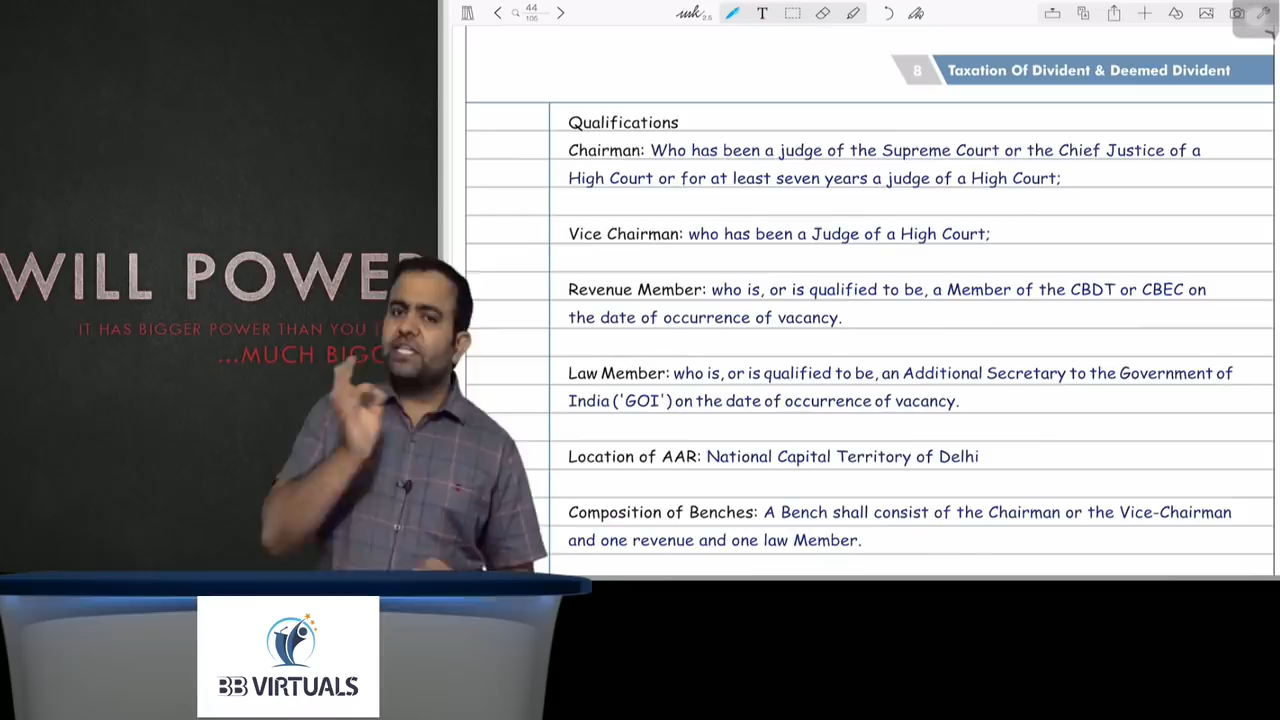 44
105
2.5
T
8
Taxation Of Divident & Deemed Divident
Qualifications
Chairman: Who has been a judge of the Supreme Court or the Chief Justice of a
High Court or for at least seven years a judge of a High Court;
Vice Chairman: who has been a Judge of a High Court;
Revenue Member: who is, or is qualified to be, a Member of the CBDT or CBEC on
the date of occurrence of vacancy.
Law Member: who is, or is qualified to be, an Additional Secretary to the Government of
India ('GOI') on the date of occurrence of vacancy.
Location of AAR: National Capital Territory of Delhi
Composition of Benches: A Bench shall consist of the Chairman or the Vice-Chairman
and one revenue and one law Member.
WILL POWER
IT HAS BIGGER POWER THAN YOU
...MUCH
BB VIRTUALS